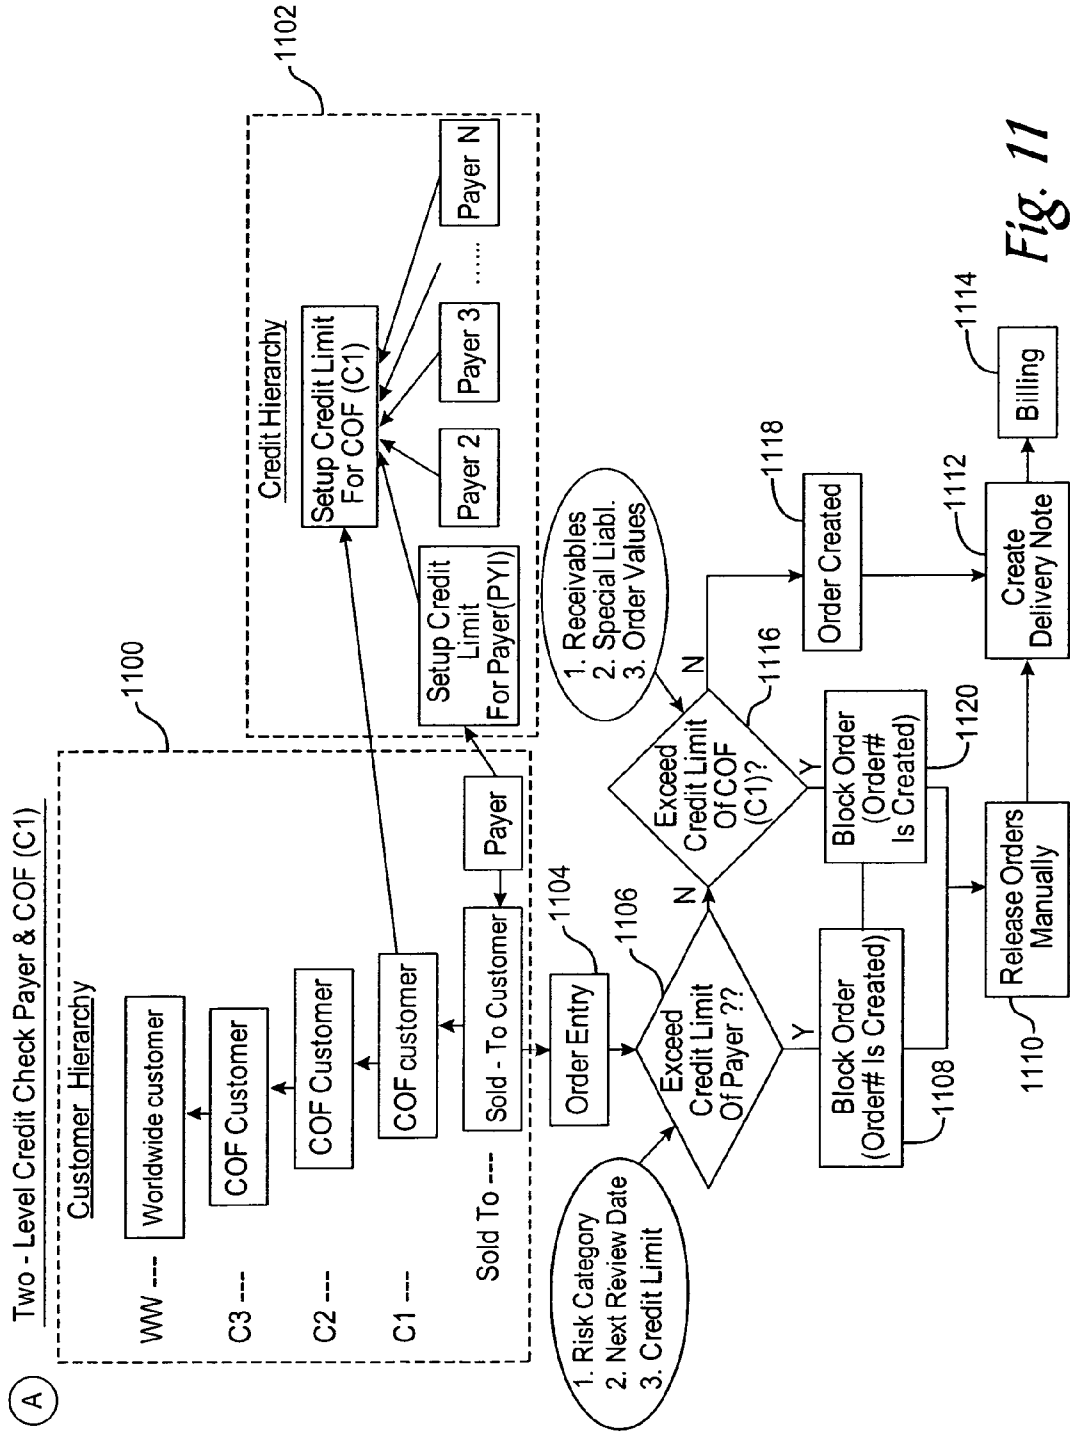 A
Two - Level Credit Check Payer & COF (C1)
Customer Hierarchy
1100
WW ----
Worldwide customer
C3 ----
COF Customer
C2 ----
COF Customer
C1 ----
COF customer
Sold To ----
Sold - To Customer
Payer
1102
Credit Hierarchy
Setup Credit Limit
For COF (C1)
Setup Credit
Limit
For Payer(PYI)
Payer 2
Payer 3
......
Payer N
Order Entry
1104
1. Risk Category
2. Next Review Date
3. Credit Limit
Exceed
Credit Limit
Of Payer ??
1106
N
Y
1. Receivables
2. Special Liabl.
3. Order Values
Exceed
Credit Limit
Of COF
(C1)?
1116
N
Y
Order Created
1118
Block Order
(Order# Is Created)
1108
Block Order
(Order#
Is Created)
1120
Release Orders
Manually
1110
Create
Delivery Note
1112
Billing
1114
Fig. 11